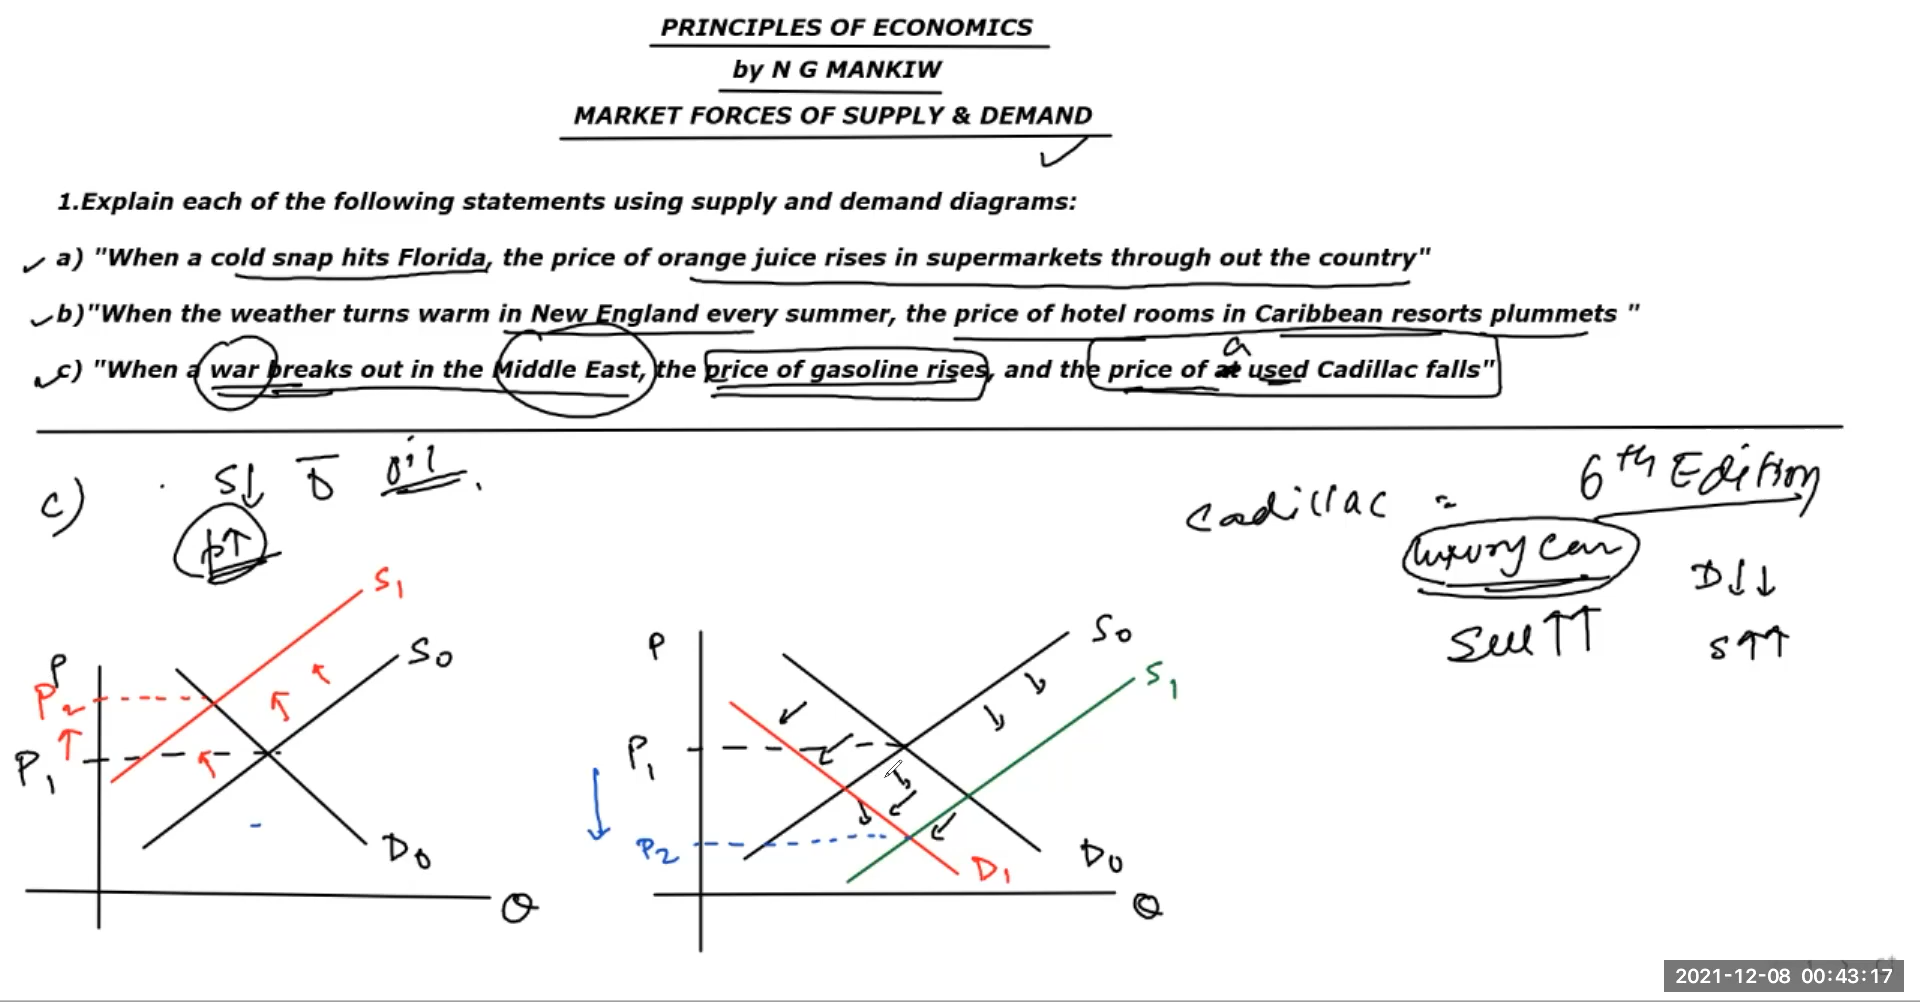 PRINCIPLES OF ECONOMICS
by N G MANKIW
MARKET FORCES OF SUPPLY & DEMAND
1.Explain each of the following statements using supply and demand diagrams:
a) "When a cold snap hits Florida, the price of orange juice rises in supermarkets through out the country"
b)"When the weather turns warm in New England every summer, the price of hotel rooms in Caribbean resorts plummets "
a
c) "When a war breaks out in the Middle East, the price of gasoline rises, and the price of used Cadillac falls"
6th Edition
c) S↓ D̅ oil.
Cadillac =
luxury car
p↑
D↓↓
Sell ↑↑
S↑↑
S1
S0
P
P2
↑
P1
D0
Q
P
S0
S1
P1
↓
P2
D1
D0
Q
2021-12-08 00:43:17